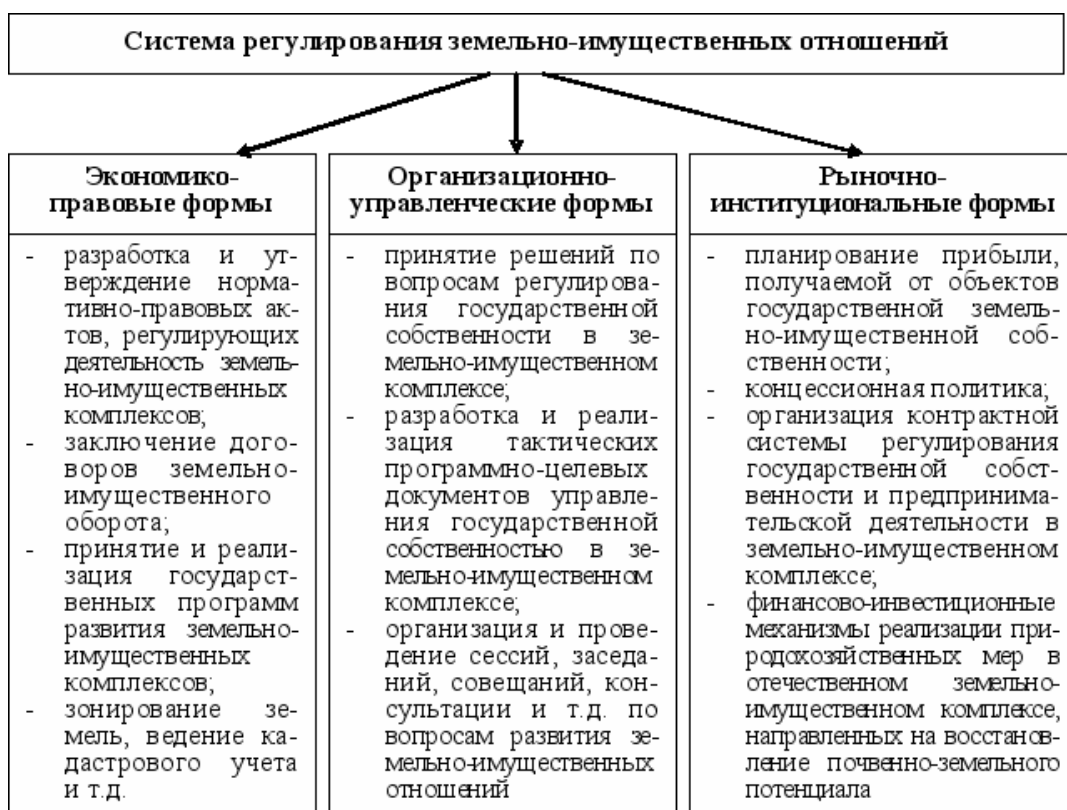 Система регулирования земельно-имущественных отношений
Экономико-
правовые формы
- разработка и ут-
верждение норма-
тивно-правовых ак-
тов, регулирующих
деятельность земель-
но-имущественных
комплексов;
- заключение дого-
воров земельно-
имущественного
оборота;
- принятие и реали-
зация государст-
венных программ
развития земельно-
имущественных
комплексов;
- зонирование зе-
мель, ведение ка-
дастрового учета
и т.д.
Организационно-
управленческие формы
- принятие решений по
вопросам регулирова-
ния государственной
собственности в зе-
мельно-имущественном
комплексе;
- разработка и реали-
зация тактических
программно-целевых
документов управле-
ния государственной
собственностью в зе-
мельно-имущественном
комплексе;
- организация и прове-
дение сессий, заседа-
ний, совещаний, кон-
сультации и т.д. по
вопросам развития зе-
мельно-имущественных
отношений
Рыночно-
институциональные формы
- планирование прибыли,
получаемой от объектов
государственной земель-
но-имущественной соб-
ственности;
- концессионная политика;
- организация контрактной
системы регулирования
государственной собст-
венности и предпринима-
тельской деятельности в
земельно-имущественном
комплексе;
- финансово-инвестиционные
механизмы реализации при-
родохозяйственных мер в
отечественном земельно-
имущественном комплексе,
направленных на восстанов-
ление почвенно-земельного
потенциала